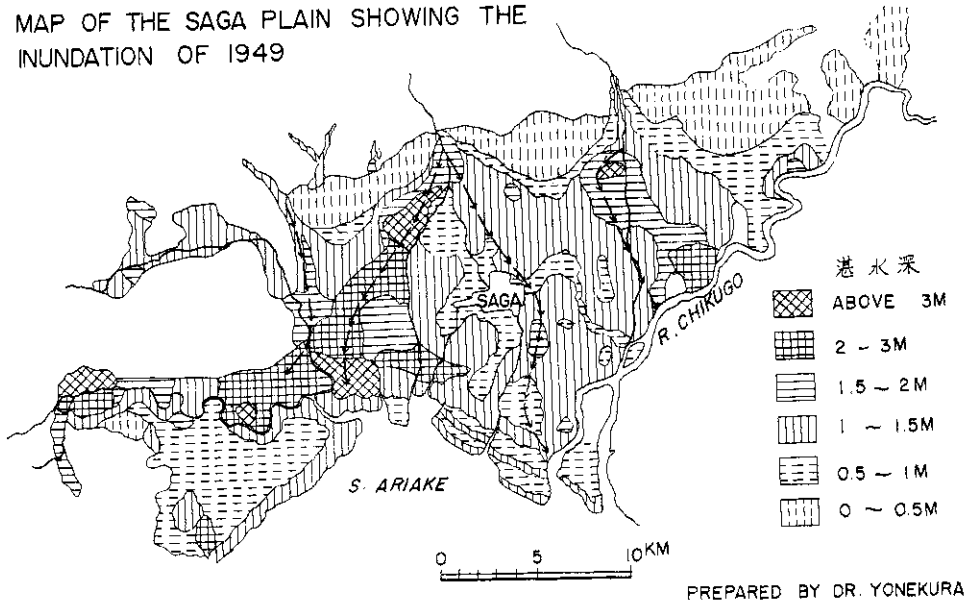 MAP OF THE SAGA PLAIN SHOWING THE
INUNDATION OF 1949
SAGA
R. CHIKUGO
S. ARIAKE
湛水深
ABOVE 3M
2 ~ 3M
1.5 ~ 2M
1 ~ 1.5M
0.5 ~ 1M
0 ~ 0.5M
0 5 10KM
PREPARED BY DR. YONEKURA